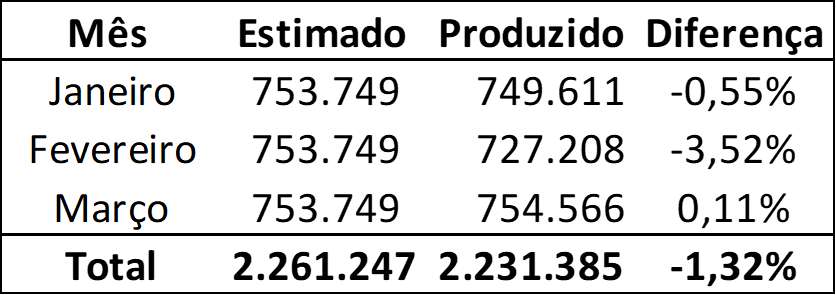 Mês Estimado Produzido Diferença
Janeiro 753.749 749.611 -0,55%
Fevereiro 753.749 727.208 -3,52%
Março 753.749 754.566 0,11%
Total 2.261.247 2.231.385 -1,32%